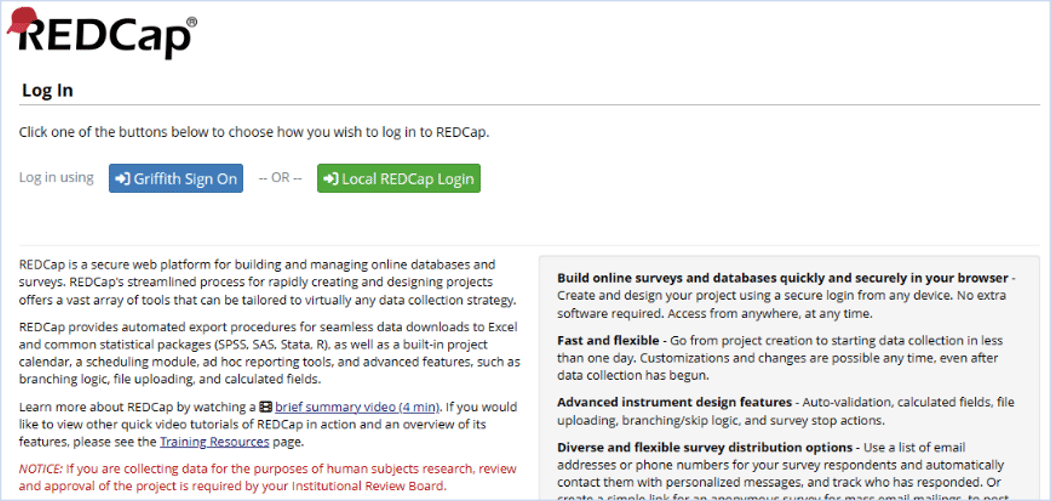 REDCap®
Log In
Click one of the buttons below to choose how you wish to log in to REDCap.
Log in using Griffith Sign On -- OR -- Local REDCap Login
REDCap is a secure web platform for building and managing online databases and
surveys. REDCap's streamlined process for rapidly creating and designing projects
offers a vast array of tools that can be tailored to virtually any data collection strategy.
REDCap provides automated export procedures for seamless data downloads to Excel
and common statistical packages (SPSS, SAS, Stata, R), as well as a built-in project
calendar, a scheduling module, ad hoc reporting tools, and advanced features, such as
branching logic, file uploading, and calculated fields.
Learn more about REDCap by watching a brief summary video (4 min). If you would
like to view other quick video tutorials of REDCap in action and an overview of its
features, please see the Training Resources page.
NOTICE: If you are collecting data for the purposes of human subjects research, review
and approval of the project is required by your Institutional Review Board.
Build online surveys and databases quickly and securely in your browser -
Create and design your project using a secure login from any device. No extra
software required. Access from anywhere, at any time.
Fast and flexible - Go from project creation to starting data collection in less
than one day. Customizations and changes are possible any time, even after
data collection has begun.
Advanced instrument design features - Auto-validation, calculated fields, file
uploading, branching/skip logic, and survey stop actions.
Diverse and flexible survey distribution options - Use a list of email
addresses or phone numbers for your survey respondents and automatically
contact them with personalized messages, and track who has responded. Or
create a simple link for an anonymous survey for mass email mailings, to post